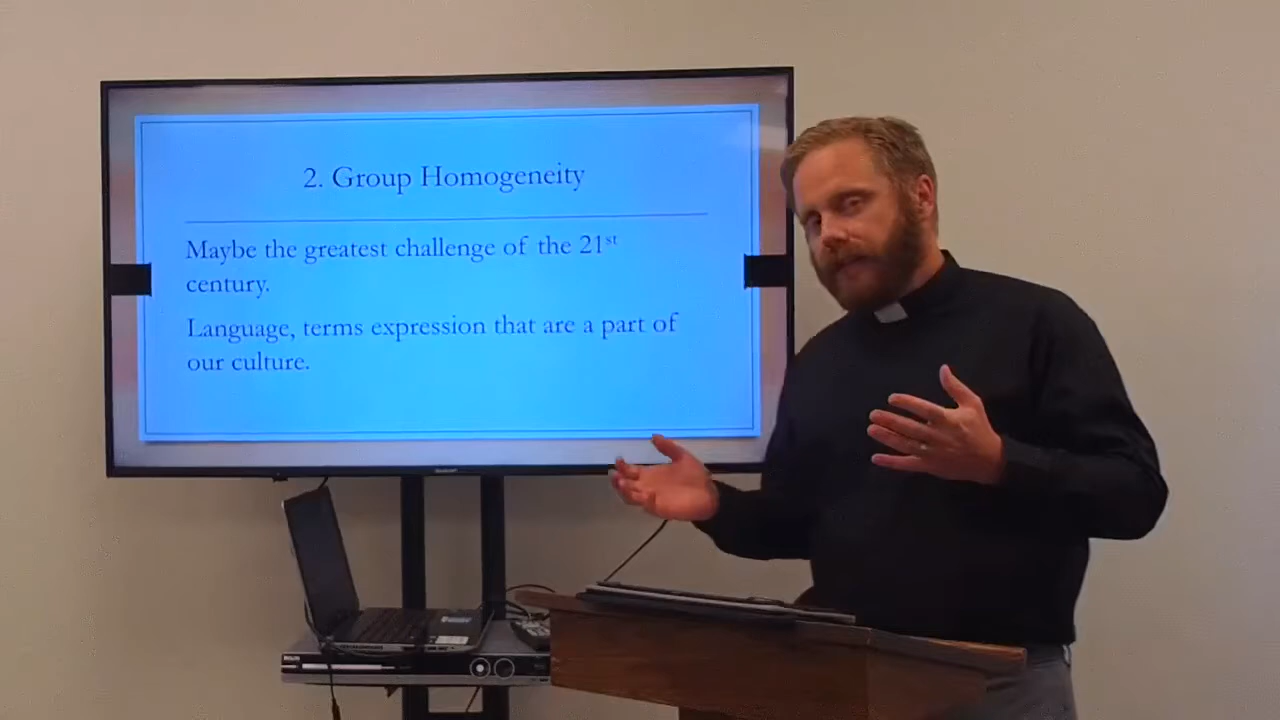 2. Group Homogeneity
Maybe the greatest challenge of the 21st
century.
Language, terms expression that are a part of
our culture.